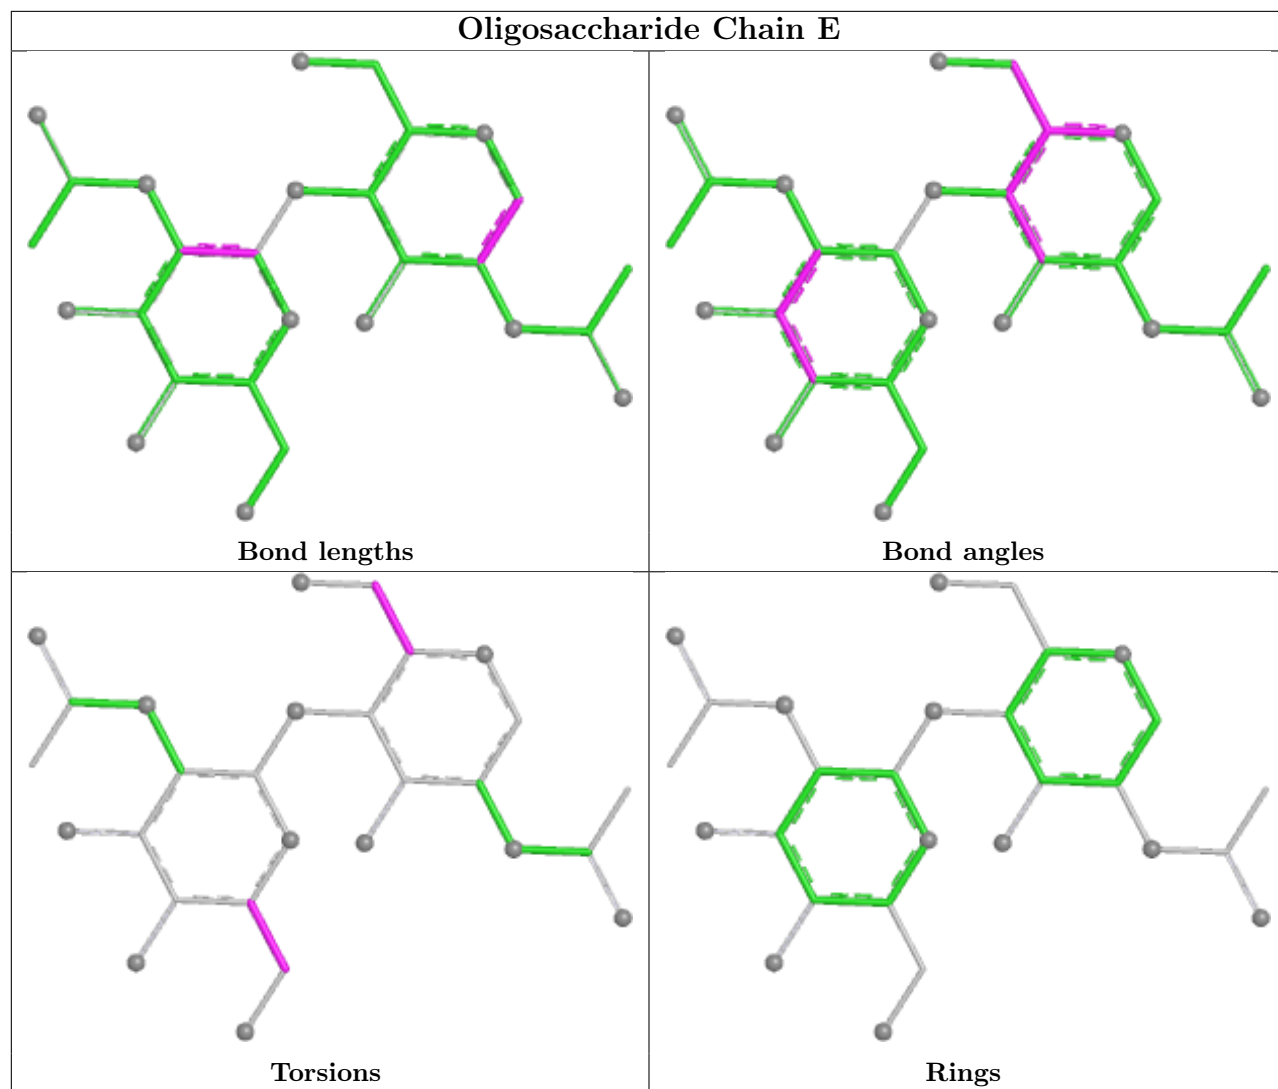 Oligosaccharide Chain E
Bond lengths
Bond angles
Torsions
Rings